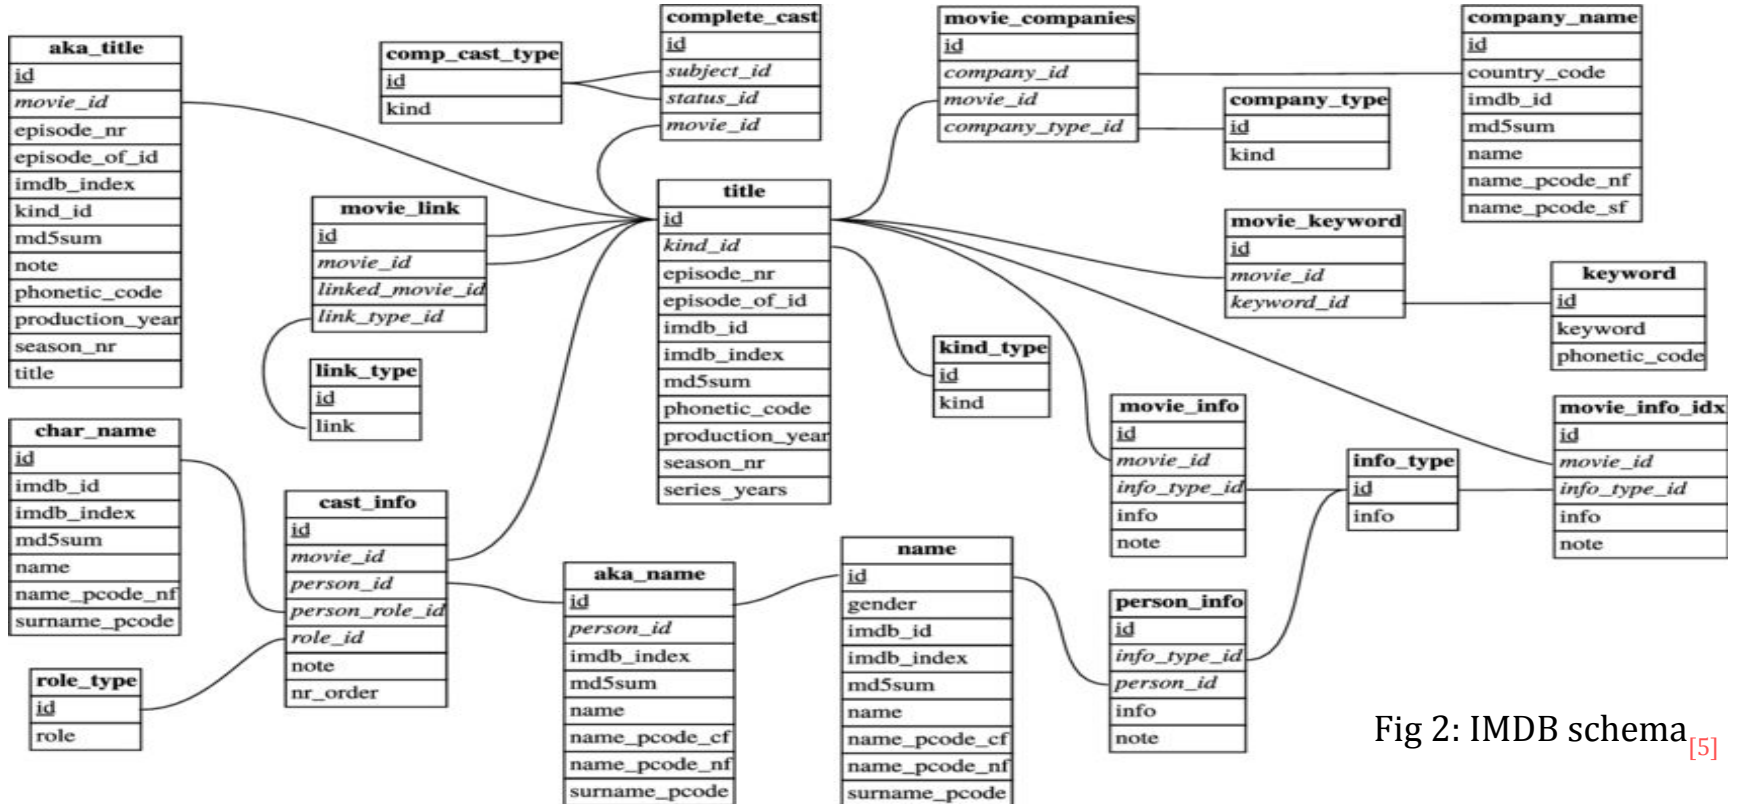 aka_title
id
movie_id
episode_nr
episode_of_id
imdb_index
kind_id
md5sum
note
phonetic_code
production_year
season_nr
title
comp_cast_type
id
kind
complete_cast
id
subject_id
status_id
movie_id
movie_companies
id
company_id
movie_id
company_type_id
company_name
id
country_code
imdb_id
md5sum
name
name_pcode_nf
name_pcode_sf
company_type
id
kind
movie_link
id
movie_id
linked_movie_id
link_type_id
title
id
kind_id
episode_nr
episode_of_id
imdb_id
imdb_index
md5sum
phonetic_code
production_year
season_nr
series_years
movie_keyword
id
movie_id
keyword_id
keyword
id
keyword
phonetic_code
link_type
id
link
kind_type
id
kind
char_name
id
imdb_id
imdb_index
md5sum
name
name_pcode_nf
surname_pcode
cast_info
id
movie_id
person_id
person_role_id
role_id
note
nr_order
movie_info
id
movie_id
info_type_id
info
note
info_type
id
info
movie_info_idx
id
movie_id
info_type_id
info
note
role_type
id
role
aka_name
id
person_id
imdb_index
md5sum
name
name_pcode_cf
name_pcode_nf
surname_pcode
name
id
gender
imdb_id
imdb_index
md5sum
name
name_pcode_cf
name_pcode_nf
surname_pcode
person_info
id
info_type_id
person_id
info
note
Fig 2: IMDB schema[5]